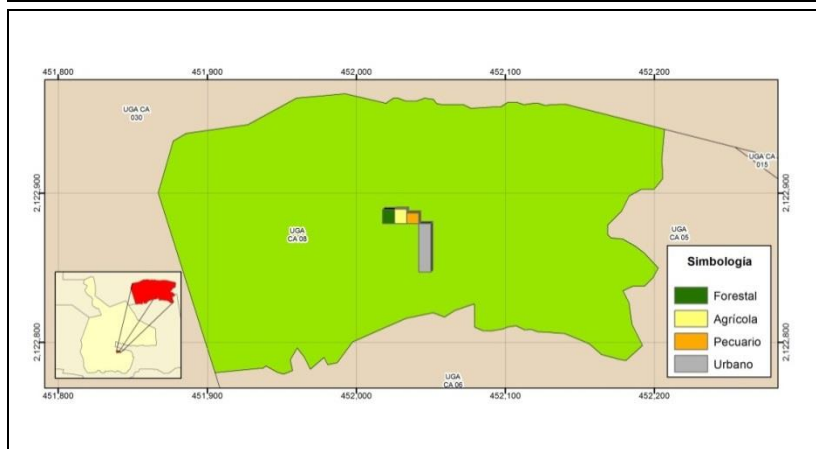 451,800 451,900 452,000 452,100 452,200
UGA CA
030
UGA CA
015
2,122,900 2,122,900
UGA
CA 08
UGA
CA 05
Simbología
Forestal
Agrícola
Pecuario
Urbano
2,122,800 2,122,800
UGA
CA 06
451,800 451,900 452,000 452,100 452,200